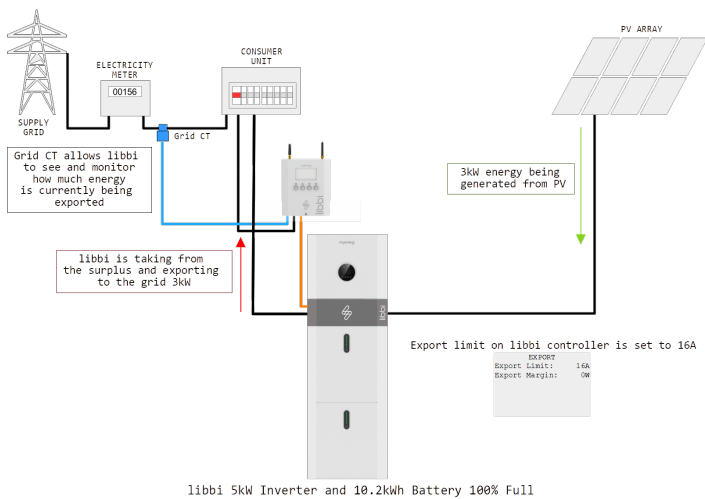 PV ARRAY
CONSUMER
UNIT
ELECTRICITY
METER
00156
SUPPLY
GRID
Grid CT
Grid CT allows libbi
to see and monitor
how much energy
is currently being
exported
libbi
3kW energy being
generated from PV
libbi is taking from
the surplus and exporting
to the grid 3kW
myenergi
libbi
Export limit on libbi controller is set to 16A
EXPORT
Export Limit: 16A
Export Margin: 0W
libbi 5kW Inverter and 10.2kWh Battery 100% Full